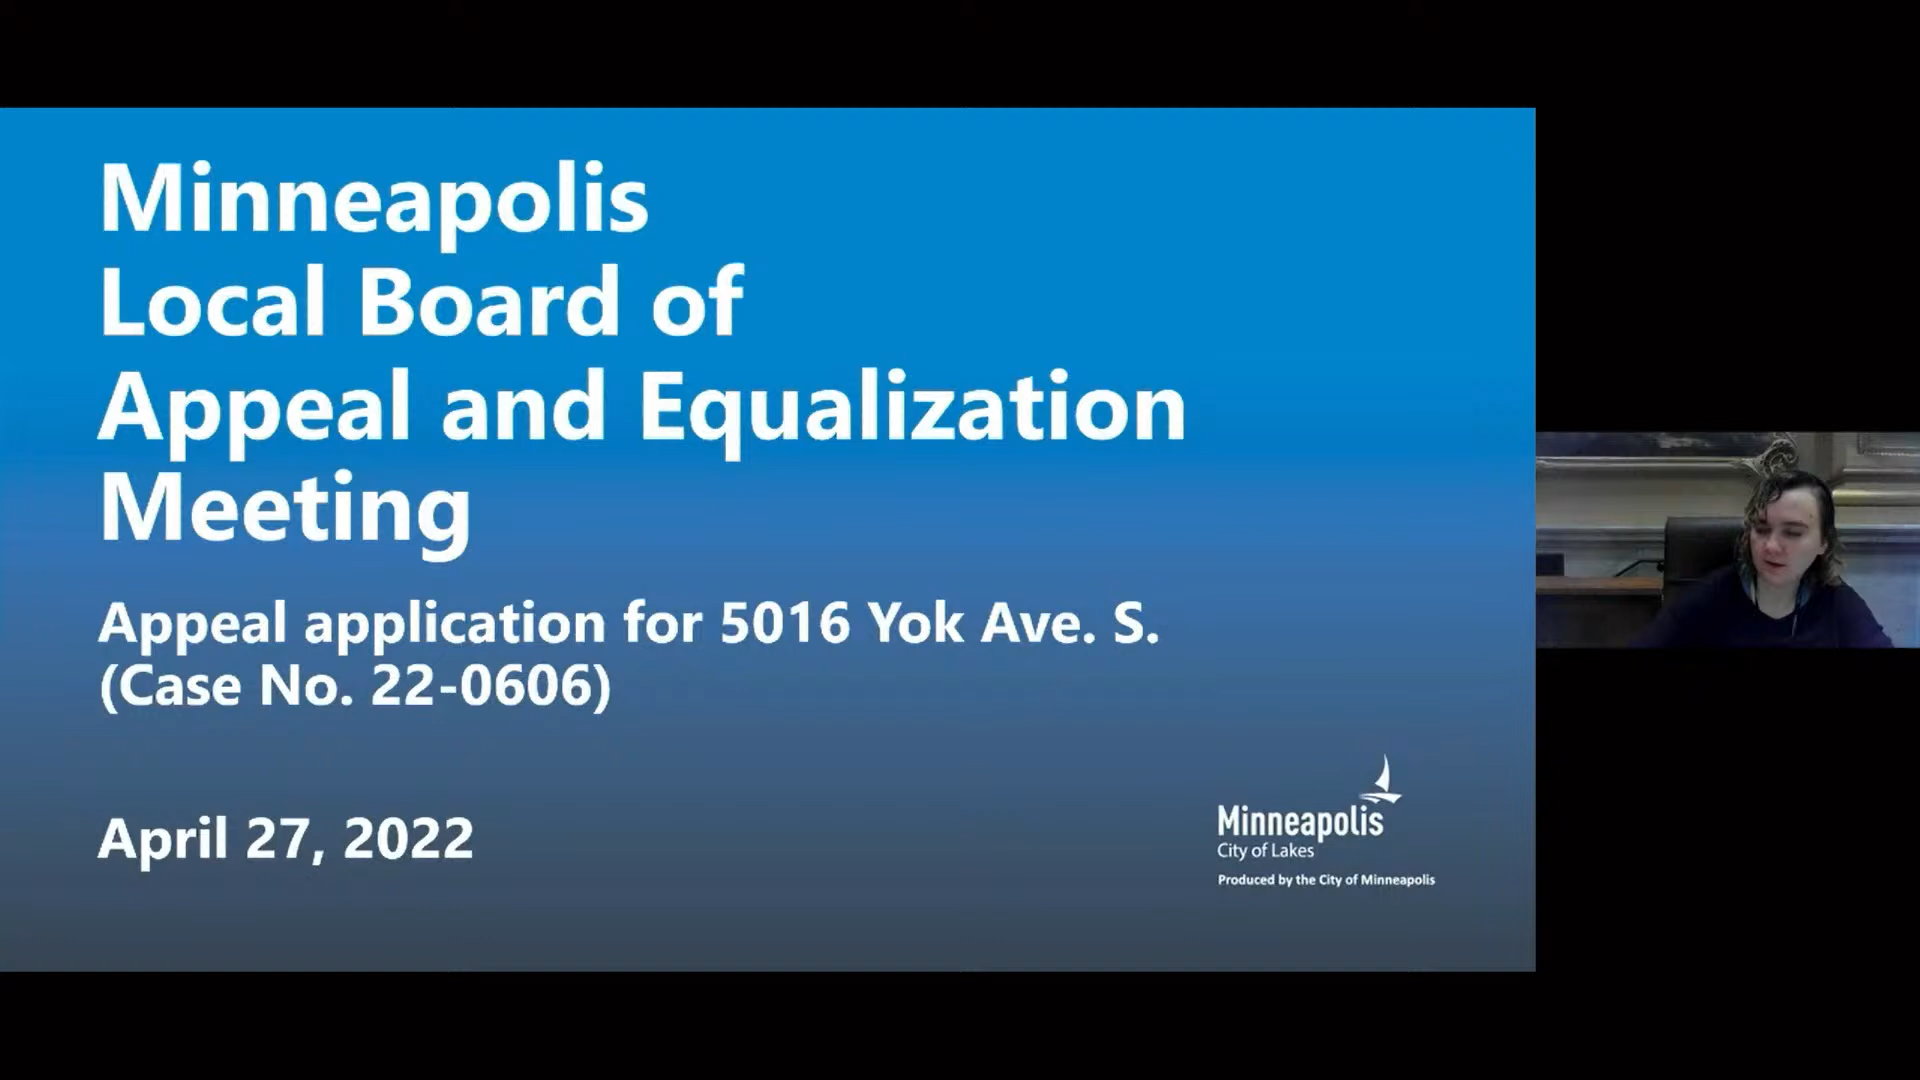 Minneapolis
Local Board of
Appeal and Equalization
Meeting
Appeal application for 5016 Yok Ave. S.
(Case No. 22-0606)
April 27, 2022
Minneapolis
City of Lakes
Produced by the City of Minneapolis